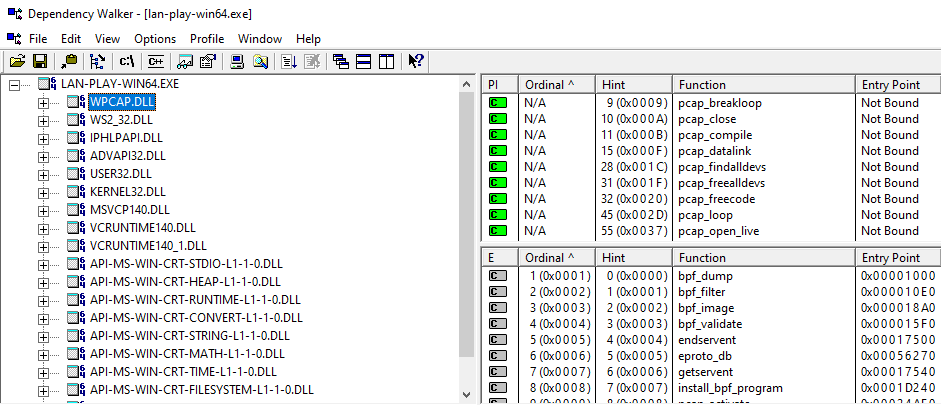 Dependency Walker - [lan-play-win64.exe]
File Edit View Options Profile Window Help
c:\ C++
LAN-PLAY-WIN64.EXE
WPCAP.DLL
WS2_32.DLL
IPHLPAPI.DLL
ADVAPI32.DLL
USER32.DLL
KERNEL32.DLL
MSVCP140.DLL
VCRUNTIME140.DLL
VCRUNTIME140_1.DLL
API-MS-WIN-CRT-STDIO-L1-1-0.DLL
API-MS-WIN-CRT-HEAP-L1-1-0.DLL
API-MS-WIN-CRT-RUNTIME-L1-1-0.DLL
API-MS-WIN-CRT-CONVERT-L1-1-0.DLL
API-MS-WIN-CRT-STRING-L1-1-0.DLL
API-MS-WIN-CRT-MATH-L1-1-0.DLL
API-MS-WIN-CRT-TIME-L1-1-0.DLL
API-MS-WIN-CRT-FILESYSTEM-L1-1-0.DLL
PI Ordinal ^ Hint Function Entry Point
C N/A 9 (0x0009) pcap_breakloop Not Bound
C N/A 10 (0x000A) pcap_close Not Bound
C N/A 11 (0x000B) pcap_compile Not Bound
C N/A 15 (0x000F) pcap_datalink Not Bound
C N/A 28 (0x001C) pcap_findalldevs Not Bound
C N/A 31 (0x001F) pcap_freealldevs Not Bound
C N/A 32 (0x0020) pcap_freecode Not Bound
C N/A 45 (0x002D) pcap_loop Not Bound
C N/A 55 (0x0037) pcap_open_live Not Bound
E Ordinal ^ Hint Function Entry Point
C 1 (0x0001) 0 (0x0000) bpf_dump 0x00001000
C 2 (0x0002) 1 (0x0001) bpf_filter 0x000010E0
C 3 (0x0003) 2 (0x0002) bpf_image 0x000018A0
C 4 (0x0004) 3 (0x0003) bpf_validate 0x000015F0
C 5 (0x0005) 4 (0x0004) endservent 0x00017500
C 6 (0x0006) 5 (0x0005) eproto_db 0x00056270
C 7 (0x0007) 6 (0x0006) getservent 0x00017540
C 8 (0x0008) 7 (0x0007) install_bpf_program 0x0001D240